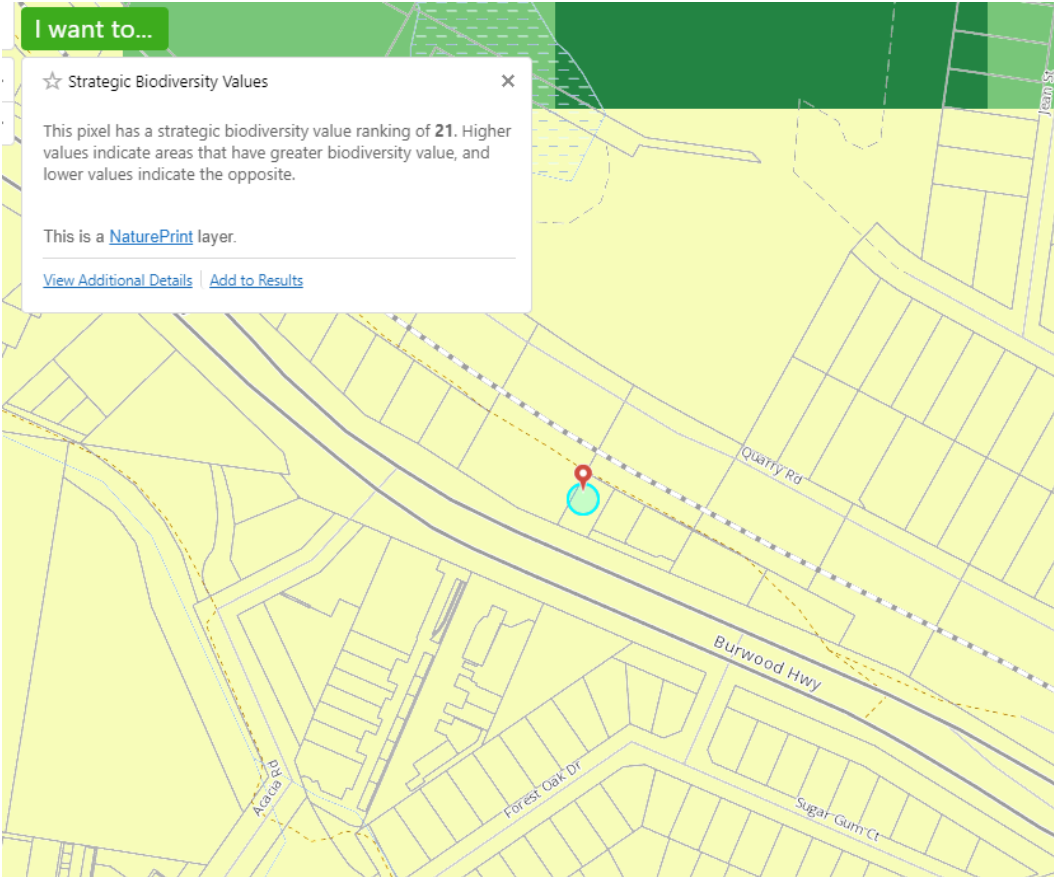 I want to...
Strategic Biodiversity Values
This pixel has a strategic biodiversity value ranking of 21. Higher
values indicate areas that have greater biodiversity value, and
lower values indicate the opposite.
This is a NaturePrint layer.
View Additional Details Add to Results
Jean St
Quarry Rd
Burwood Hwy
Acacia Rd
Forest Oak Dr
Sugar Gum Ct